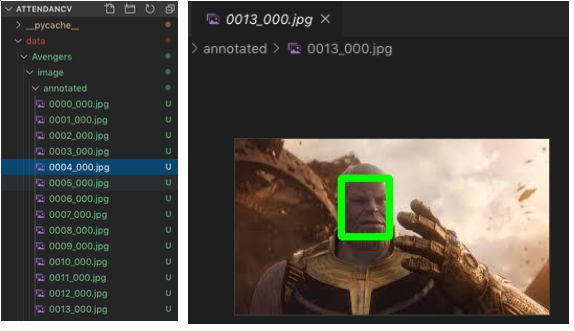 ATTENDANCV
__pycache__
data
Avengers
image
annotated
0000_000.jpg U
0001_000.jpg U
0002_000.jpg U
0003_000.jpg U
0004_000.jpg U
0005_000.jpg U
0006_000.jpg U
0007_000.jpg U
0008_000.jpg U
0009_000.jpg U
0010_000.jpg U
0011_000.jpg U
0012_000.jpg U
0013_000.jpg U
0013_000.jpg
annotated > 0013_000.jpg